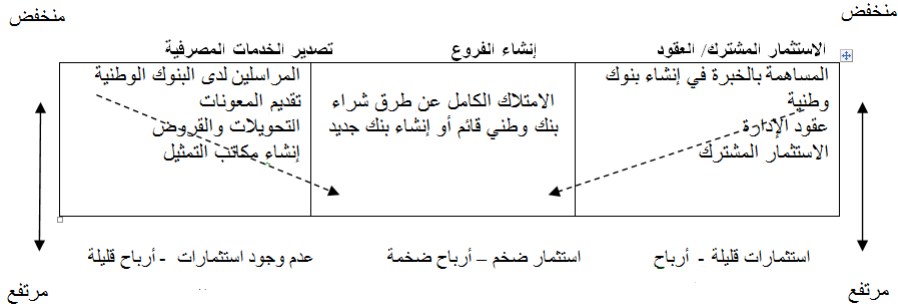 منخفض
منخفض
الاستثمار المشترك/ العقود
إنشاء الفروع
تصدير الخدمات المصرفية
المساهمة بالخبرة في إنشاء بنوك
وطنية
عقود الإدارة
الاستثمار المشترك
الامتلاك الكامل عن طرق شراء
بنك وطني قائم أو إنشاء بنك جديد
المراسلين لدى البنوك الوطنية
تقديم المعونات
التحويلات والقروض
إنشاء مكاتب التمثيل
استثمارات قليلة - أرباح
استثمار ضخم – أرباح ضخمة
عدم وجود استثمارات - أرباح قليلة
مرتفع
مرتفع